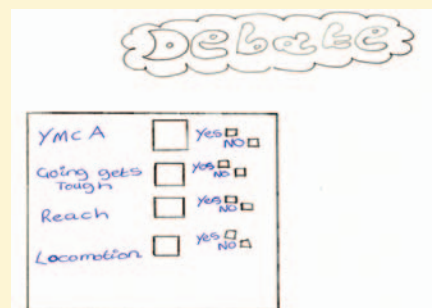 Debate
YMCA Yes
NO
Going gets Yes
Tough NO
Reach Yes
NO
Locomotion Yes
NO